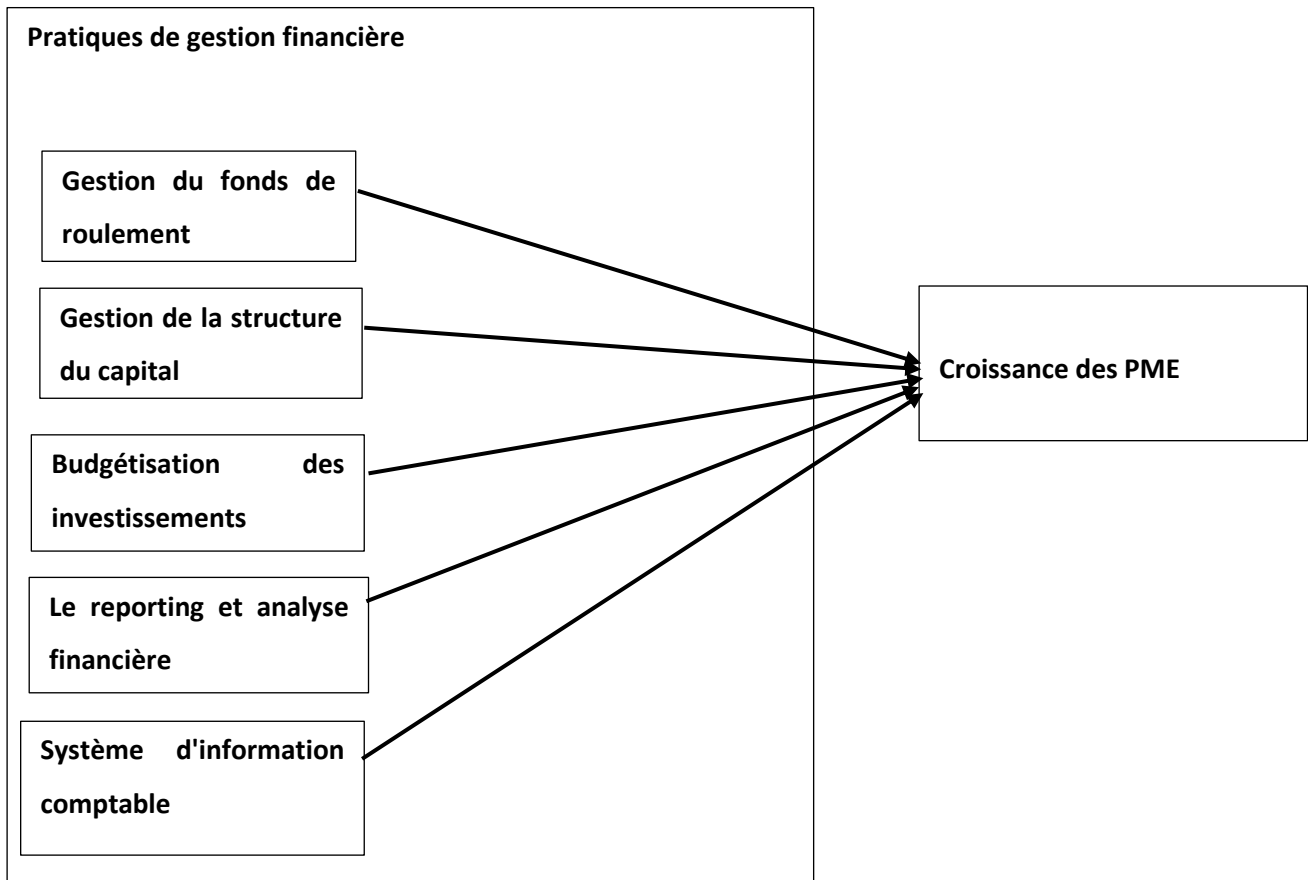 Pratiques de gestion financière
Gestion du fonds de
roulement
Gestion de la structure
du capital
Budgétisation des
investissements
Le reporting et analyse
financière
Système d'information
comptable
Croissance des PME